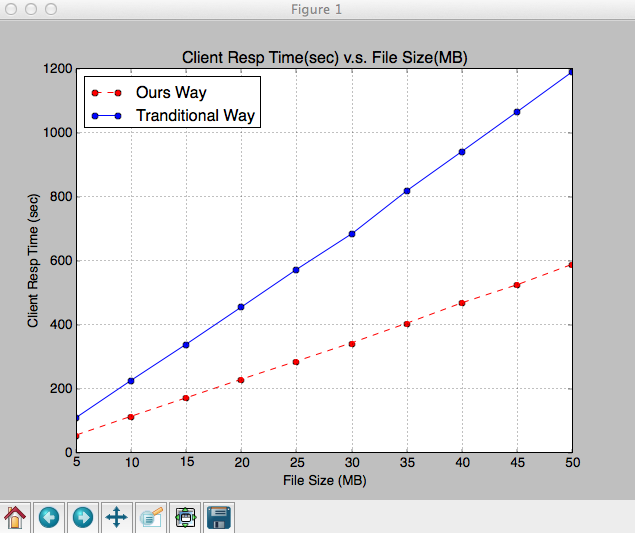 Figure 1
Client Resp Time(sec) v.s. File Size(MB)
1200
1000
800
600
400
200
0
Client Resp Time (sec)
Ours Way
Tranditional Way
5 10 15 20 25 30 35 40 45 50
File Size (MB)